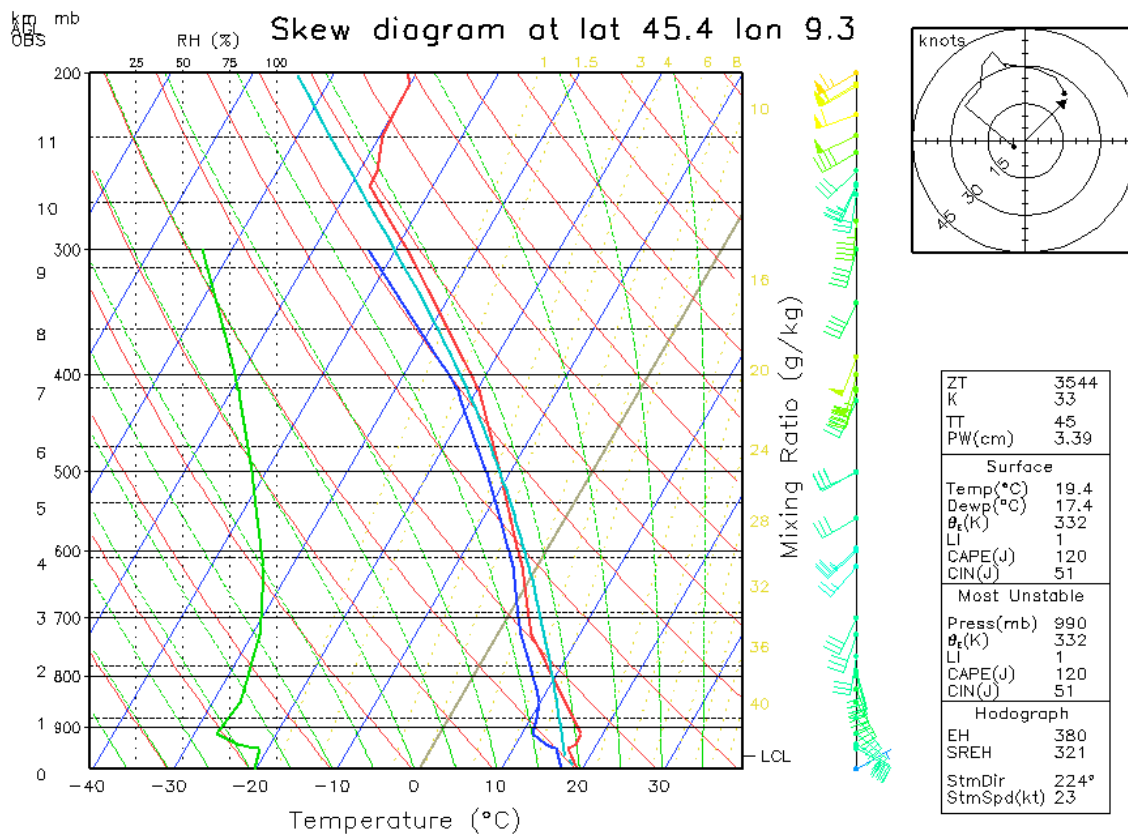 km mb
AGL
OBS
RH (%)
Skew diagram at lat 45.4 lon 9.3
25 50 75 100
1 1.5 3 4 6 8
200
10
11
10
300
9
16
8
400
20
7
6
24
500
5
28
600
4
32
3 700
36
2
800
40
1
900
LCL
0
-40 -30 -20 -10 0 10 20 30
Temperature (°C)
Mixing Ratio (g/kg)
knots
15
30
45
ZT 3544
K 33
TT 45
PW(cm) 3.39
Surface
Temp(°C) 19.4
Dewp(°C) 17.4
θE(K) 332
LI 1
CAPE(J) 120
CIN(J) 51
Most Unstable
Press(mb) 990
θE(K) 332
LI 1
CAPE(J) 120
CIN(J) 51
Hodograph
EH 380
SREH 321
StmDir 224°
StmSpd(kt) 23